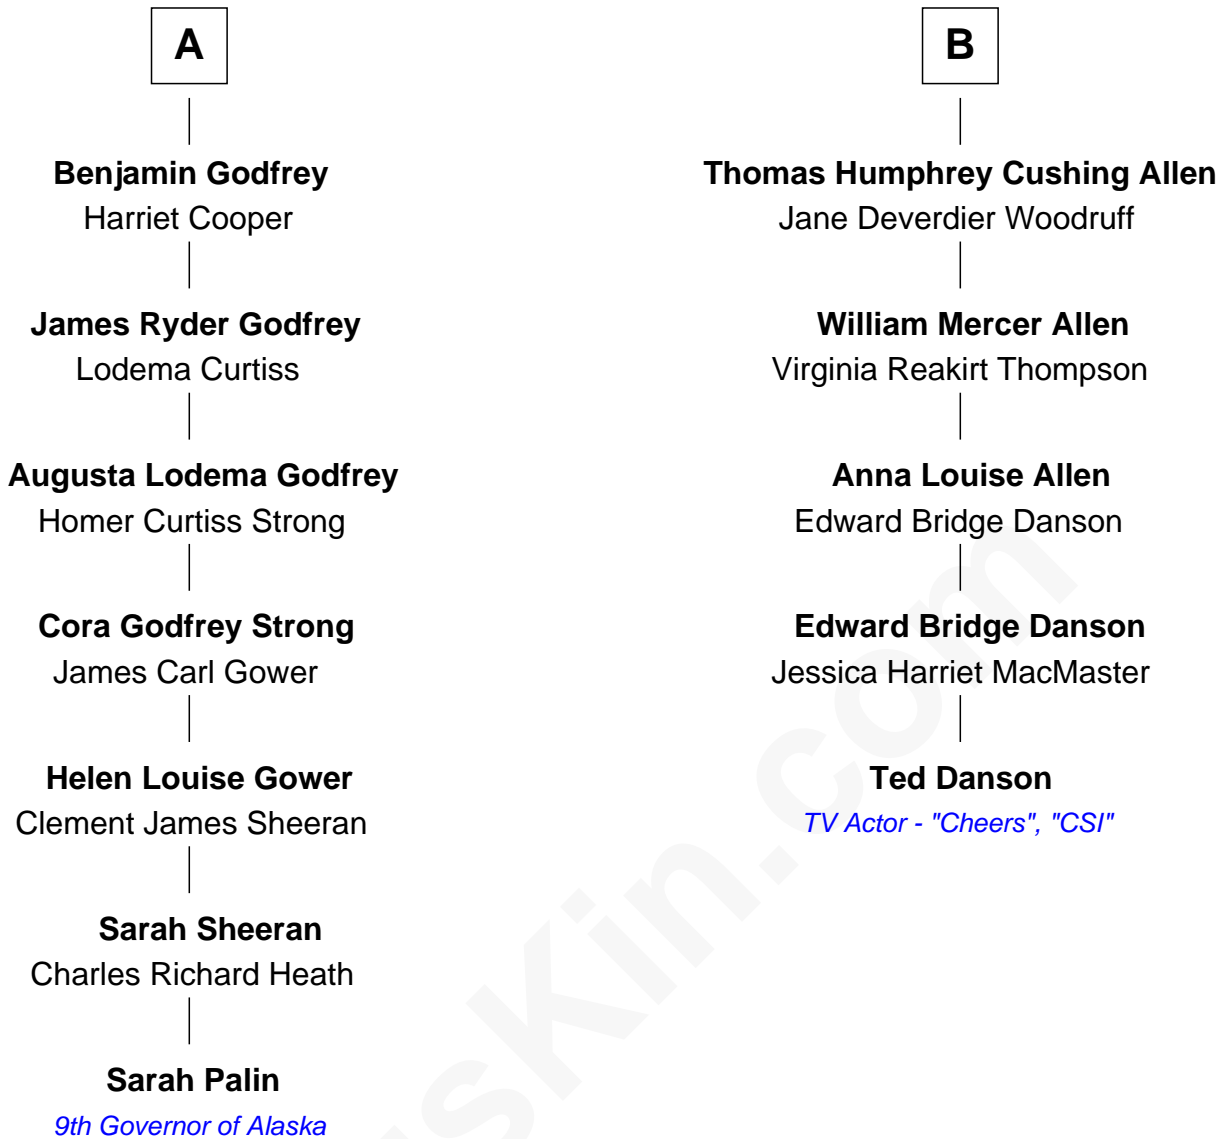 A
Benjamin Godfrey
Harriet Cooper
James Ryder Godfrey
Lodema Curtiss
Augusta Lodema Godfrey
Homer Curtiss Strong
Cora Godfrey Strong
James Carl Gower
Helen Louise Gower
Clement James Sheeran
Sarah Sheeran
Charles Richard Heath
Sarah Palin
9th Governor of Alaska
B
Thomas Humphrey Cushing Allen
Jane Deverdier Woodruff
William Mercer Allen
Virginia Reakirt Thompson
Anna Louise Allen
Edward Bridge Danson
Edward Bridge Danson
Jessica Harriet MacMaster
Ted Danson
TV Actor - "Cheers", "CSI"
usKin.com